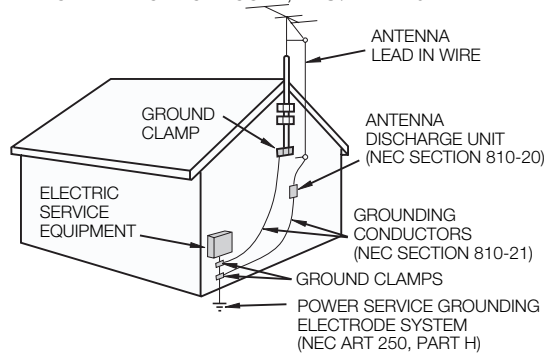 ANTENNA
LEAD IN WIRE
GROUND
CLAMP
ANTENNA
DISCHARGE UNIT
(NEC SECTION 810-20)
ELECTRIC
SERVICE
EQUIPMENT
GROUNDING
CONDUCTORS
(NEC SECTION 810-21)
GROUND CLAMPS
POWER SERVICE GROUNDING
ELECTRODE SYSTEM
(NEC ART 250, PART H)